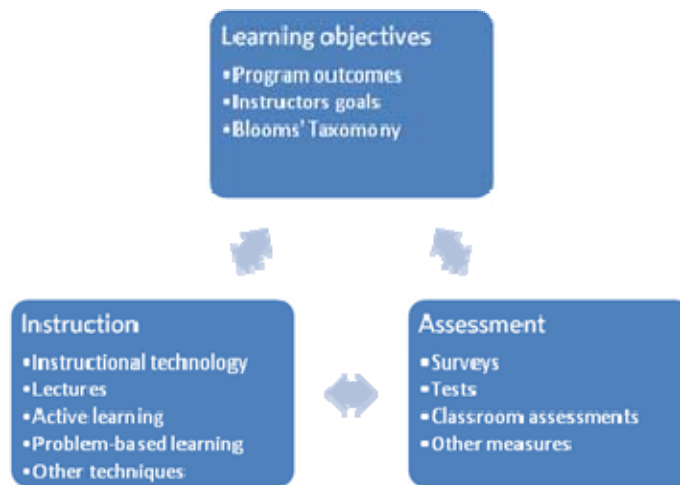 Learning objectives
▪Program outcomes
▪Instructors goals
▪Blooms' Taxomony
Instruction
▪Instructional technology
▪Lectures
▪Active learning
▪Problem-based learning
▪Other techniques
Assessment
▪Surveys
▪Tests
▪Classroom assessments
▪Other measures